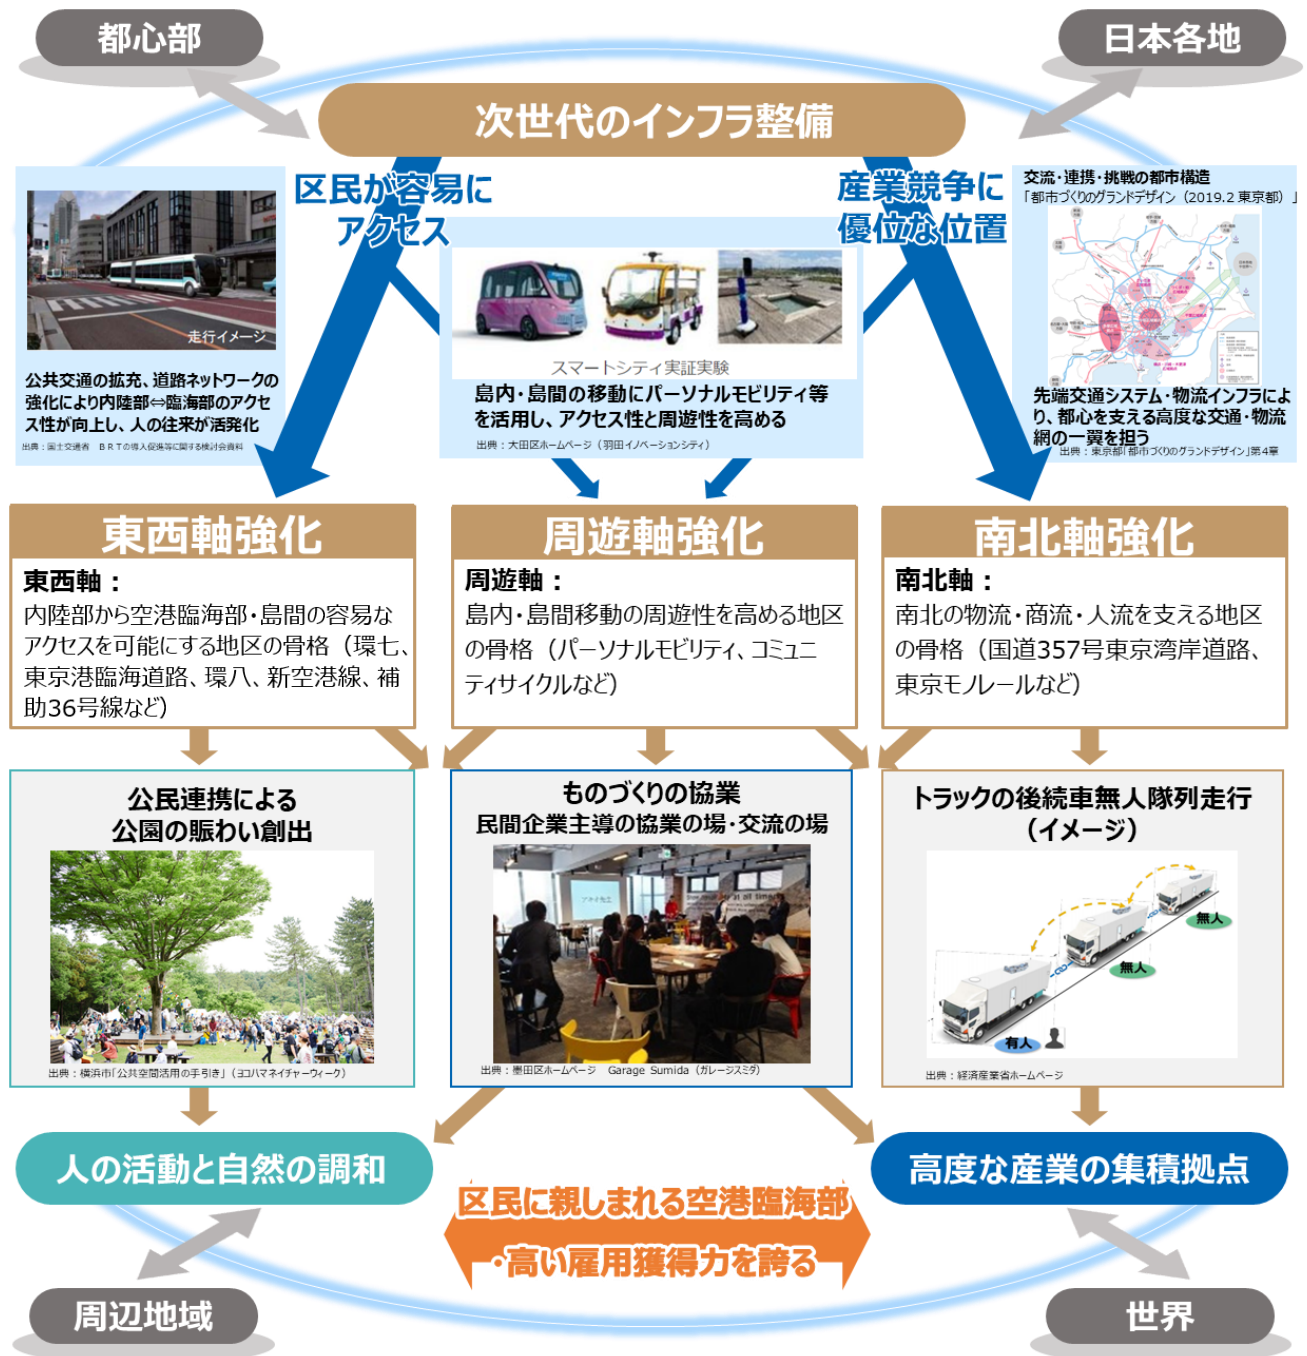 都心部
日本各地
次世代のインフラ整備
区民が容易に
アクセス
産業競争に
優位な位置
走行イメージ
公共交通の拡充、道路ネットワークの
強化により内陸部⇔臨海部のアクセ
ス性が向上し、人の往来が活発化
出典：国土交通省　ＢＲＴの導入促進等に関する検討会資料
スマートシティ実証実験
島内・島間の移動にパーソナルモビリティ等
を活用し、アクセス性と周遊性を高める
出典：大田区ホームページ（羽田イノベーションシティ）
交流・連携・挑戦の都市構造
「都市づくりのグランドデザイン（2019.2 東京都）」
先端交通システム・物流インフラによ
り、都心を支える高度な交通・物流
網の一翼を担う
出典：東京都「都市づくりのグランドデザイン」第4章
東西軸強化
東西軸：
内陸部から空港臨海部・島間の容易な
アクセスを可能にする地区の骨格（環七、
東京港臨海道路、環八、新空港線、補
助36号線など）
周遊軸強化
周遊軸：
島内・島間移動の周遊性を高める地区
の骨格（パーソナルモビリティ、コミュニ
ティサイクルなど）
南北軸強化
南北軸：
南北の物流・商流・人流を支える地区
の骨格（国道357号東京湾岸道路、
東京モノレールなど）
公民連携による
公園の賑わい創出
出典：横浜市「公共空間活用の手引き」（ヨコハマネイチャーウィーク）
ものづくりの協業
民間企業主導の協業の場・交流の場
出典：墨田区ホームページ　Garage Sumida（ガレージスミダ）
トラックの後続車無人隊列走行
（イメージ）
無人
無人
有人
出典：経済産業省ホームページ
人の活動と自然の調和
高度な産業の集積拠点
区民に親しまれる空港臨海部
・高い雇用獲得力を誇る
周辺地域
世界